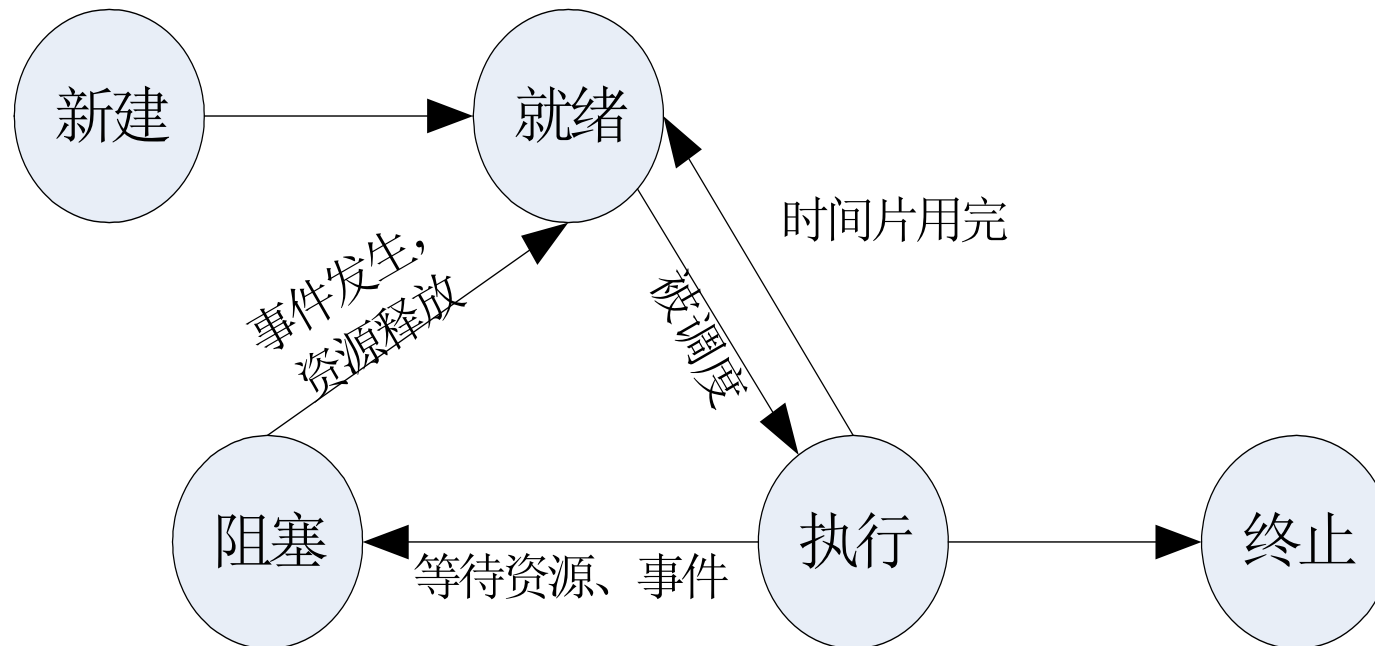 新建
就绪
时间片用完
事件发生，
资源释放
被调度
阻塞
等待资源、事件
执行
终止